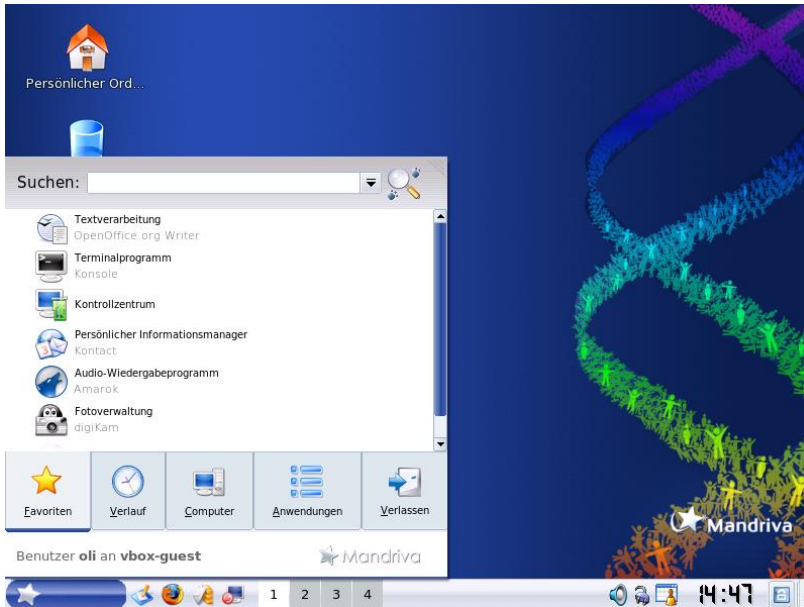 Persönlicher Ord...
Suchen:
Textverarbeitung
OpenOffice.org Writer
Terminalprogramm
Konsole
Kontrollzentrum
Persönlicher Informationsmanager
Kontact
Audio-Wiedergabeprogramm
Amarok
Fotoverwaltung
digiKam
Favoriten
Verlauf
Computer
Anwendungen
Verlassen
Benutzer oli an vbox-guest
Mandriva
Mandriva
1 2 3 4
14:47